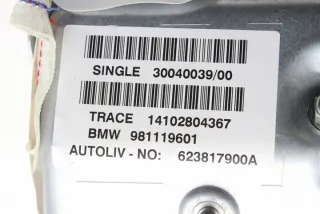 SINGLE 30040039/00
TRACE 14102804367
BMW 981119601
AUTOLIV - NO: 623817900A